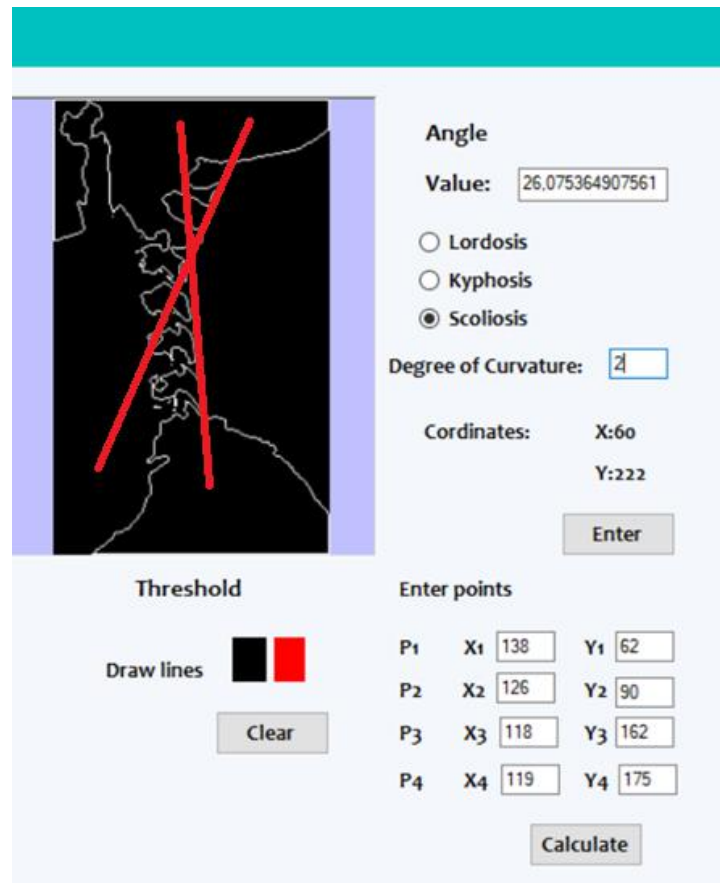 Angle
Value: 26,075364907561
Lordosis
Kyphosis
Scoliosis
Degree of Curvature: 2
Cordinates: X:60
Y:222
Enter
Threshold
Enter points
Draw lines
Clear
P1 X1 138 Y1 62
P2 X2 126 Y2 90
P3 X3 118 Y3 162
P4 X4 119 Y4 175
Calculate